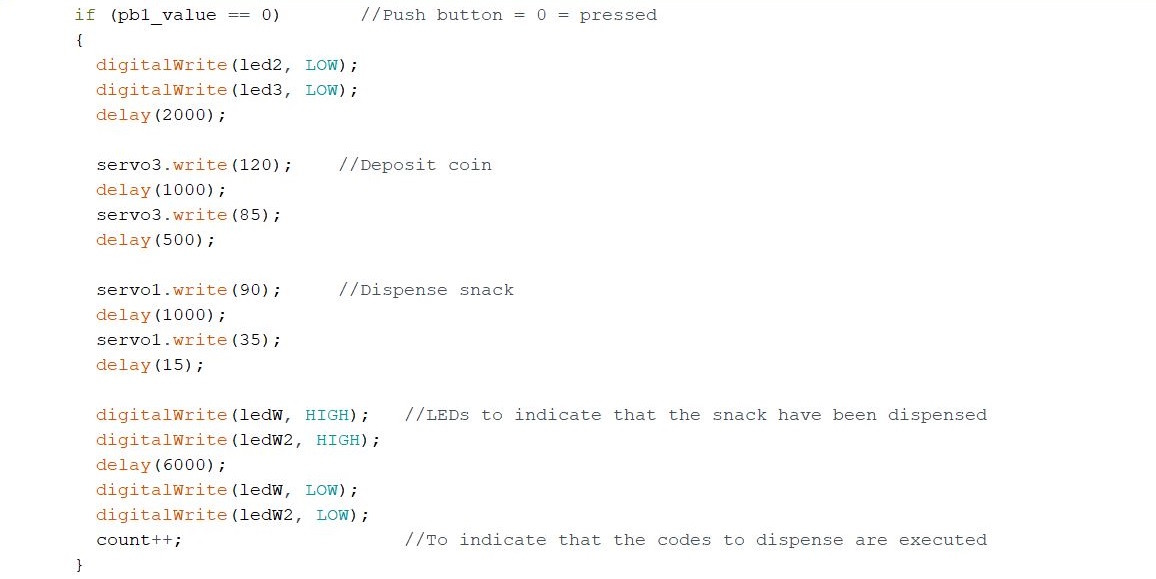 if (pb1_value == 0)        //Push button = 0 = pressed
{
  digitalWrite(led2, LOW);
  digitalWrite(led3, LOW);
  delay(2000);

  servo3.write(120);    //Deposit coin
  delay(1000);
  servo3.write(85);
  delay(500);

  servo1.write(90);     //Dispense snack
  delay(1000);
  servo1.write(35);
  delay(15);

  digitalWrite(ledW, HIGH);   //LEDs to indicate that the snack have been dispensed
  digitalWrite(ledW2, HIGH);
  delay(6000);
  digitalWrite(ledW, LOW);
  digitalWrite(ledW2, LOW);
  count++;                    //To indicate that the codes to dispense are executed
}